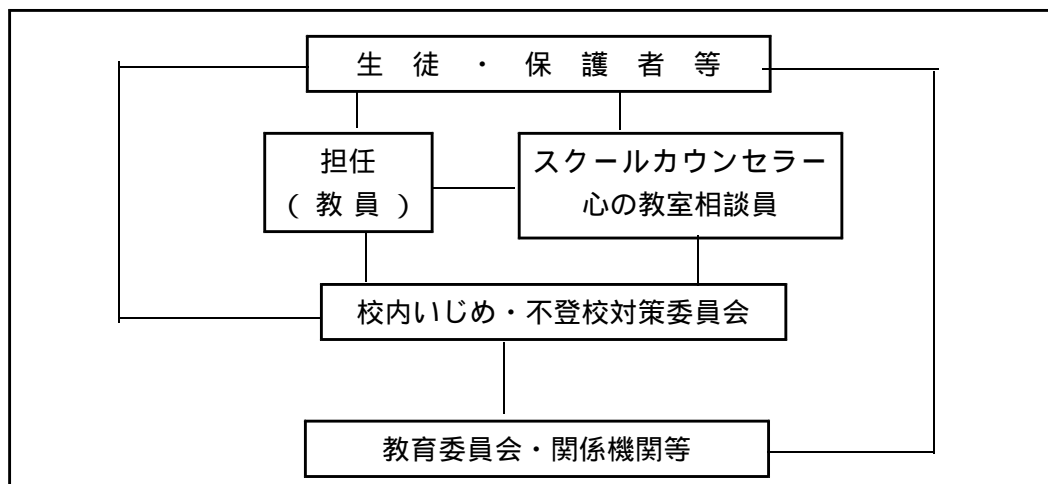 生徒・保護者等
担任
(教員)
スクールカウンセラー
心の教室相談員
校内いじめ・不登校対策委員会
教育委員会・関係機関等